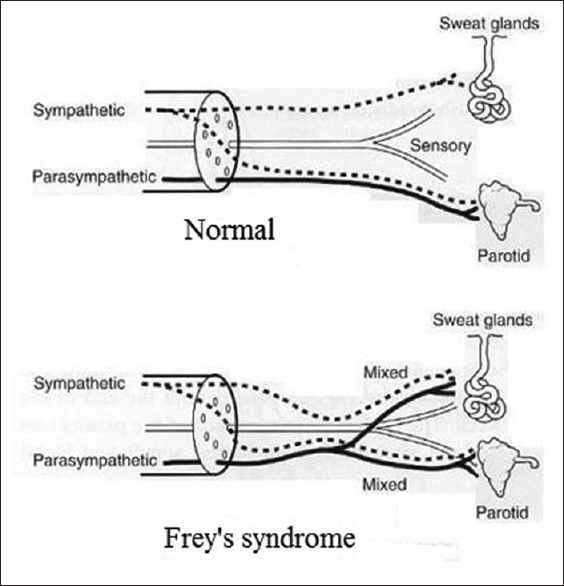 Sweat glands
Sympathetic
Sensory
Parasympathetic
Normal
Parotid
Sweat glands
Mixed
Sympathetic
Parasympathetic
Mixed
Parotid
Frey's syndrome